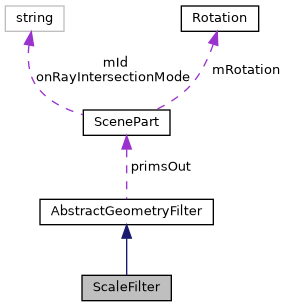 string
Rotation
mId
onRayIntersectionMode
mRotation
ScenePart
primsOut
AbstractGeometryFilter
ScaleFilter